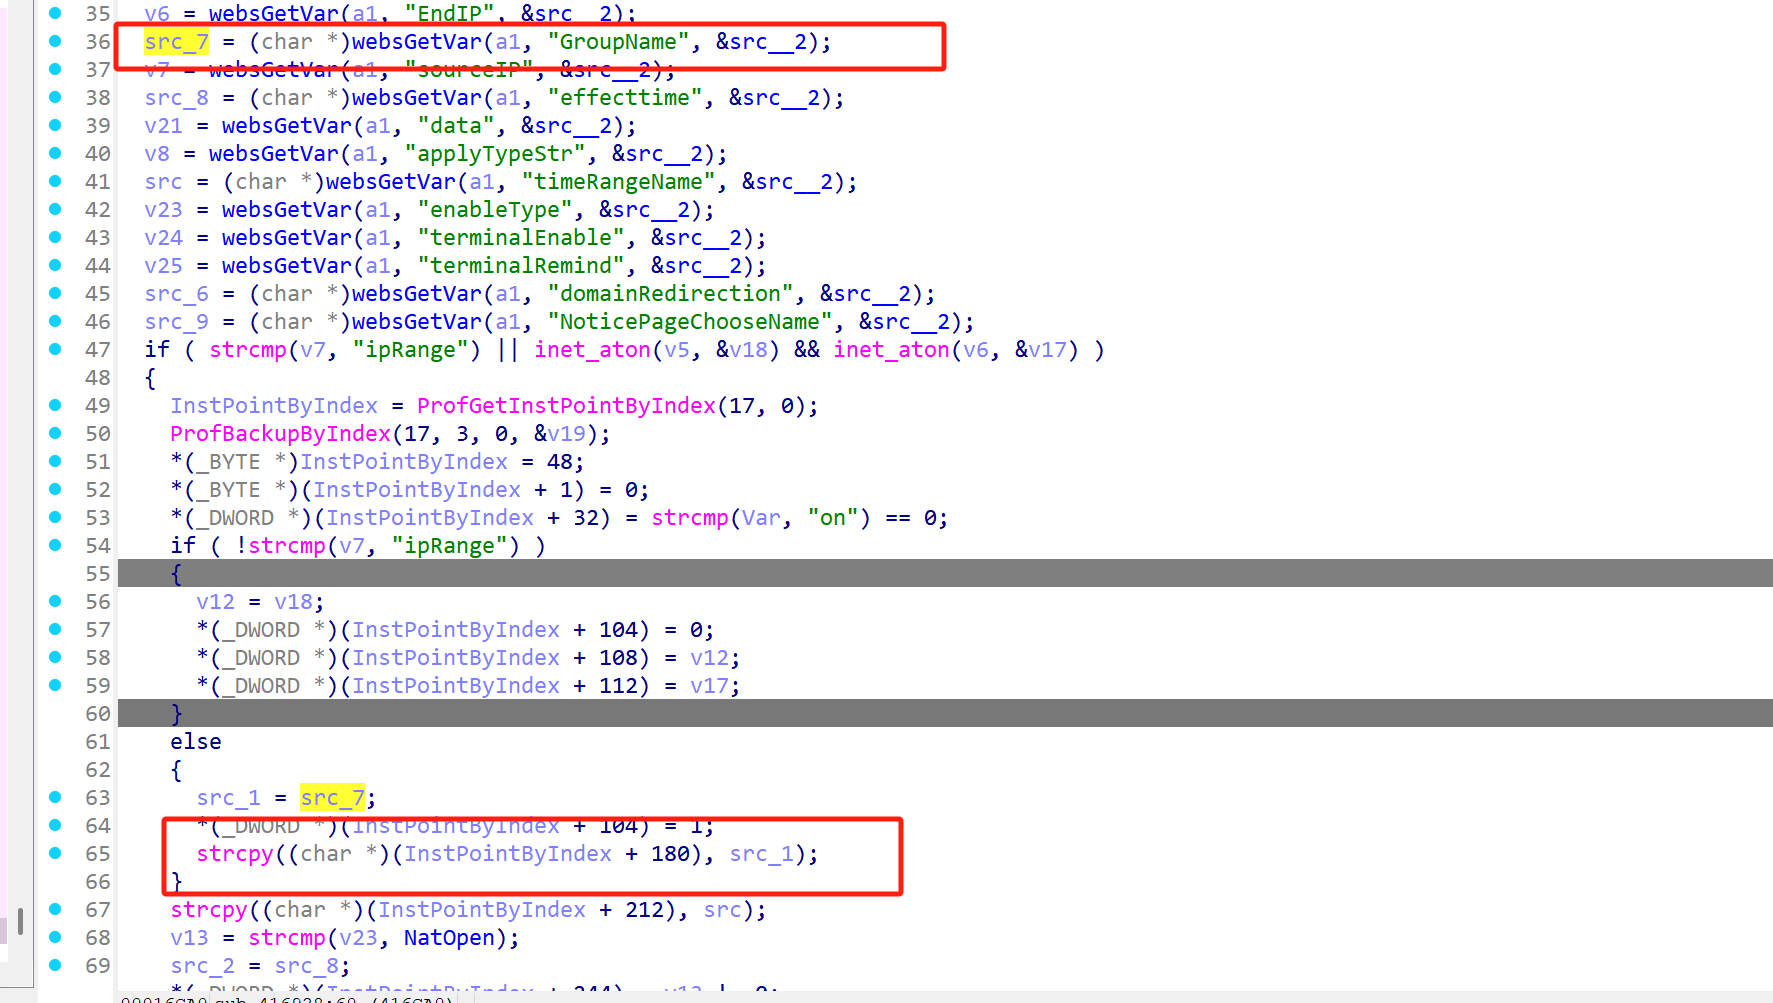 35 v6 = websGetVar(a1, "EndIP", &src__2);
36 src_7 = (char *)websGetVar(a1, "GroupName", &src__2);
37 v7 = websGetVar(a1, "sourceIP", &src__2);
38 src_8 = (char *)websGetVar(a1, "effecttime", &src__2);
39 v21 = websGetVar(a1, "data", &src__2);
40 v8 = websGetVar(a1, "applyTypeStr", &src__2);
41 src = (char *)websGetVar(a1, "timeRangeName", &src__2);
42 v23 = websGetVar(a1, "enableType", &src__2);
43 v24 = websGetVar(a1, "terminalEnable", &src__2);
44 v25 = websGetVar(a1, "terminalRemind", &src__2);
45 src_6 = (char *)websGetVar(a1, "domainRedirection", &src__2);
46 src_9 = (char *)websGetVar(a1, "NoticePageChooseName", &src__2);
47 if ( strcmp(v7, "ipRange") || inet_aton(v5, &v18) && inet_aton(v6, &v17) )
48 {
49 InstPointByIndex = ProfGetInstPointByIndex(17, 0);
50 ProfBackupByIndex(17, 3, 0, &v19);
51 *(_BYTE *)InstPointByIndex = 48;
52 *(_BYTE *)(InstPointByIndex + 1) = 0;
53 *(_DWORD *)(InstPointByIndex + 32) = strcmp(Var, "on") == 0;
54 if ( !strcmp(v7, "ipRange") )
55 {
56 v12 = v18;
57 *(_DWORD *)(InstPointByIndex + 104) = 0;
58 *(_DWORD *)(InstPointByIndex + 108) = v12;
59 *(_DWORD *)(InstPointByIndex + 112) = v17;
60 }
61 else
62 {
63 src_1 = src_7;
64 *(_DWORD *)(InstPointByIndex + 104) = 1;
65 strcpy((char *)(InstPointByIndex + 180), src_1);
66 }
67 strcpy((char *)(InstPointByIndex + 212), src);
68 v13 = strcmp(v23, NatOpen);
69 src_2 = src_8;
*(_DWORD *)(InstPointByIndex + 244) = v13